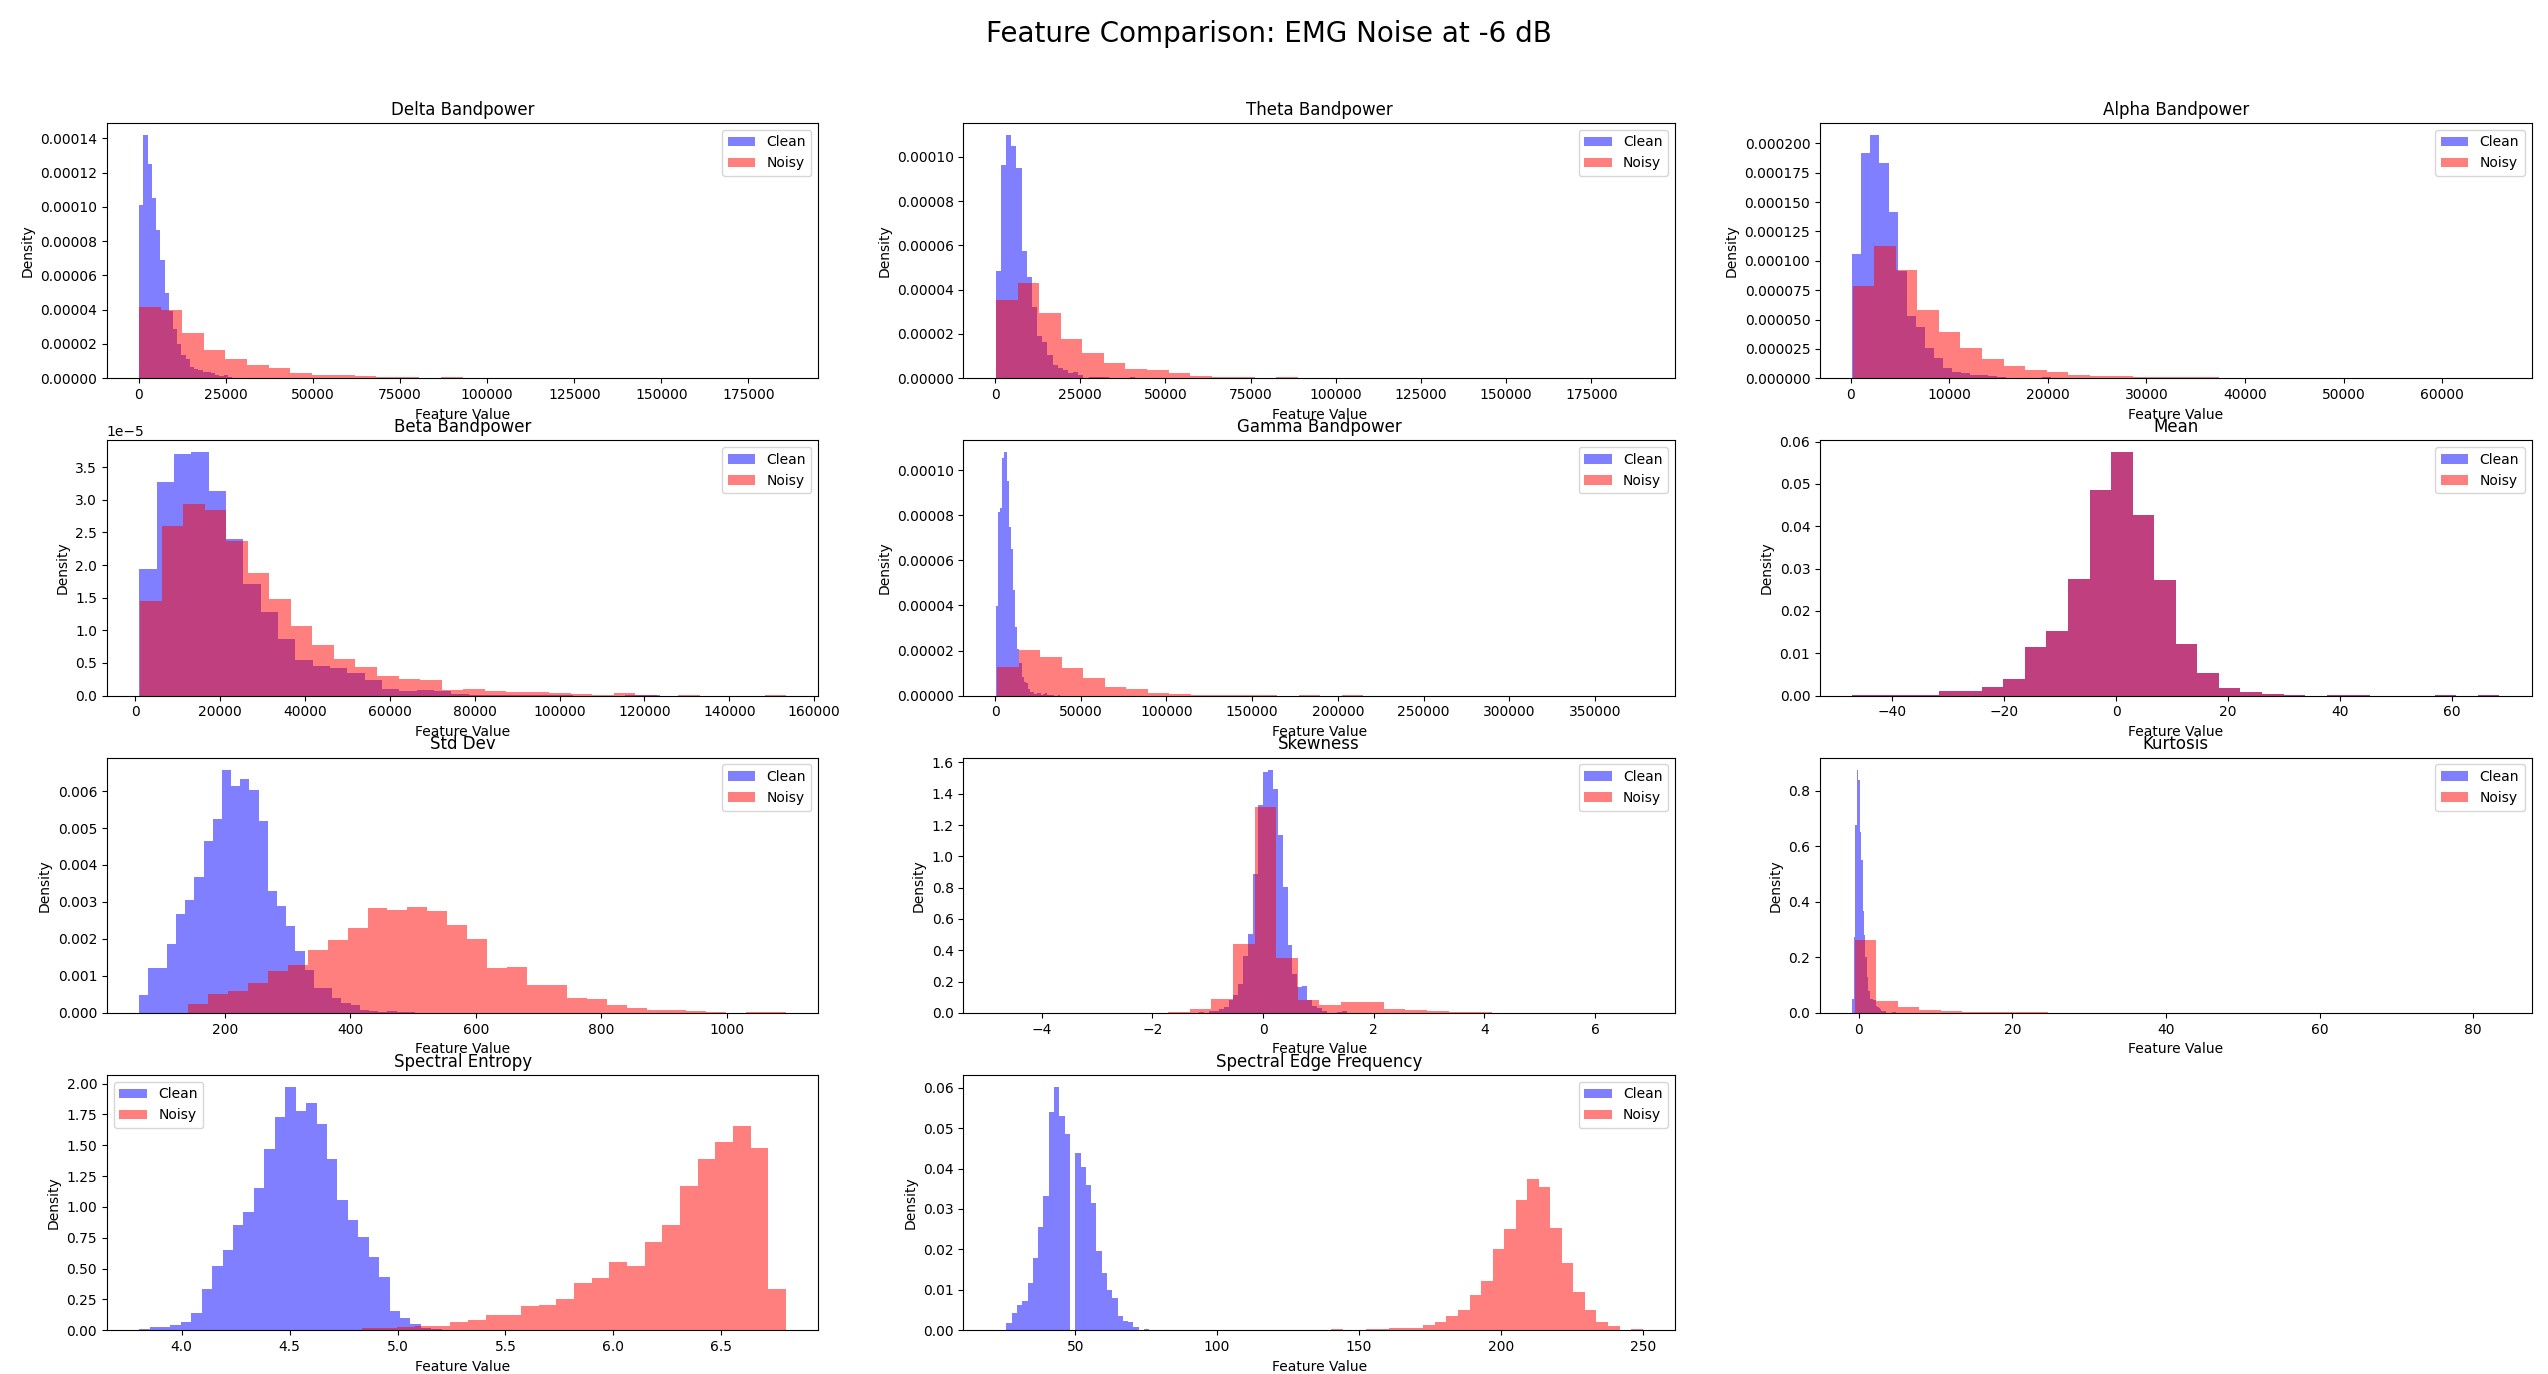 Feature Comparison: EMG Noise at -6 dB
Delta Bandpower
Density
0.00014
0.00012
0.00010
0.00008
0.00006
0.00004
0.00002
0.00000
Clean
Noisy
0 25000 50000 75000 100000 125000 150000 175000
Feature Value
Theta Bandpower
Density
0.00010
0.00008
0.00006
0.00004
0.00002
0.00000
Clean
Noisy
0 25000 50000 75000 100000 125000 150000 175000
Feature Value
Alpha Bandpower
Density
0.000200
0.000175
0.000150
0.000125
0.000100
0.000075
0.000050
0.000025
0.000000
Clean
Noisy
0 10000 20000 30000 40000 50000 60000
Feature Value
Beta Bandpower
1e−5
Density
3.5
3.0
2.5
2.0
1.5
1.0
0.5
0.0
Clean
Noisy
0 20000 40000 60000 80000 100000 120000 140000 160000
Feature Value
Gamma Bandpower
Density
0.00010
0.00008
0.00006
0.00004
0.00002
0.00000
Clean
Noisy
0 50000 100000 150000 200000 250000 300000 350000
Feature Value
Mean
Density
0.06
0.05
0.04
0.03
0.02
0.01
0.00
Clean
Noisy
−40 −20 0 20 40 60
Feature Value
Std Dev
Density
0.006
0.005
0.004
0.003
0.002
0.001
0.000
Clean
Noisy
200 400 600 800 1000
Feature Value
Skewness
Density
1.6
1.4
1.2
1.0
0.8
0.6
0.4
0.2
0.0
Clean
Noisy
−4 −2 0 2 4 6
Feature Value
Kurtosis
Density
0.8
0.6
0.4
0.2
0.0
Clean
Noisy
0 20 40 60 80
Feature Value
Spectral Entropy
Density
2.00
1.75
1.50
1.25
1.00
0.75
0.50
0.25
0.00
Clean
Noisy
4.0 4.5 5.0 5.5 6.0 6.5
Feature Value
Spectral Edge Frequency
Density
0.06
0.05
0.04
0.03
0.02
0.01
0.00
Clean
Noisy
50 100 150 200 250
Feature Value